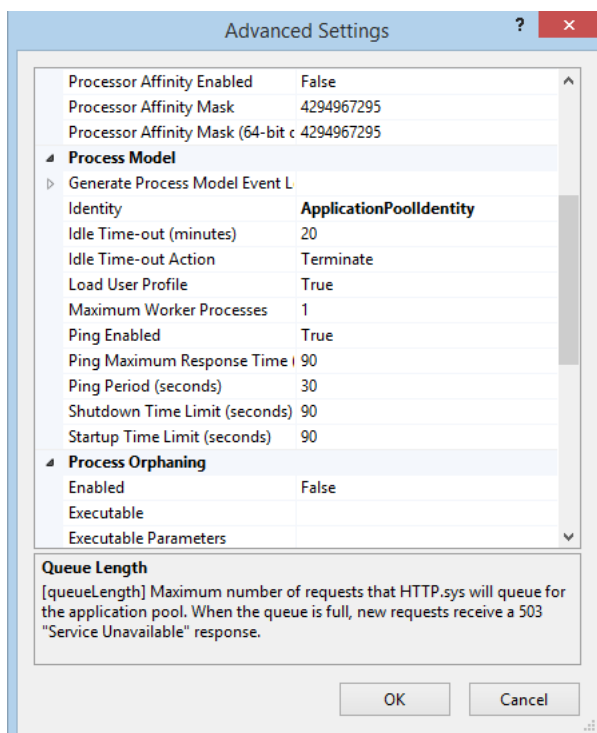 Advanced Settings
?
Processor Affinity Enabled False
Processor Affinity Mask 4294967295
Processor Affinity Mask (64-bit c 4294967295
Process Model
Generate Process Model Event L
Identity ApplicationPoolIdentity
Idle Time-out (minutes) 20
Idle Time-out Action Terminate
Load User Profile True
Maximum Worker Processes 1
Ping Enabled True
Ping Maximum Response Time ( 90
Ping Period (seconds) 30
Shutdown Time Limit (seconds) 90
Startup Time Limit (seconds) 90
Process Orphaning
Enabled False
Executable
Executable Parameters
Queue Length
[queueLength] Maximum number of requests that HTTP.sys will queue for
the application pool. When the queue is full, new requests receive a 503
"Service Unavailable" response.
OK Cancel